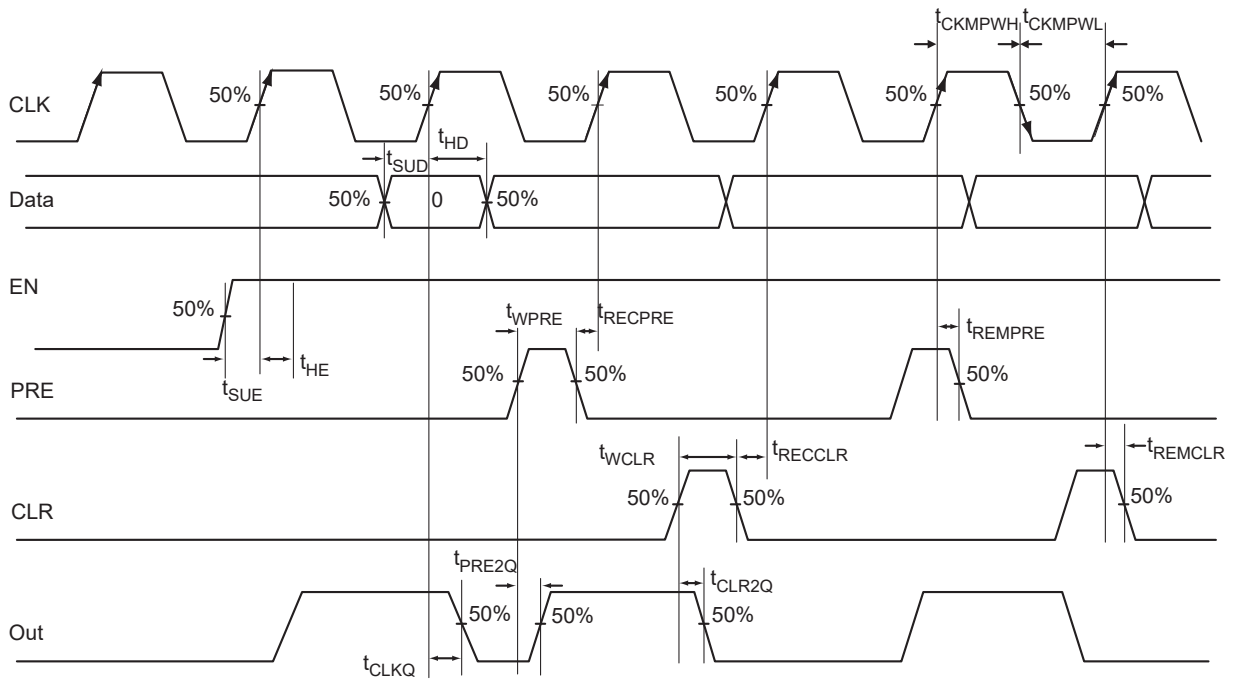 tCKMPWH tCKMPWL
CLK 50% 50% 50% 50% 50% 50% 50%
tSUD tHD
Data 50% 0 50%
EN
50% tWPRE tRECPRE tREMPRE
tSUE tHE
PRE 50% 50% 50%
tWCLR tRECCLR tREMCLR
CLR 50% 50% 50%
tPRE2Q tCLR2Q
Out 50% 50% 50%
tCLKQ